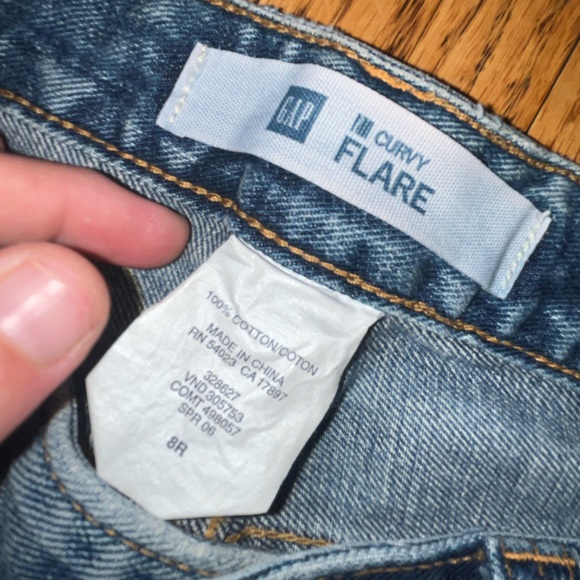 GAP
CURVY
FLARE
100% COTTON/COTON
MADE IN CHINA
RN 54023 CA 17897
328627
VND 305753
COMT 498057
SPR 06
8R